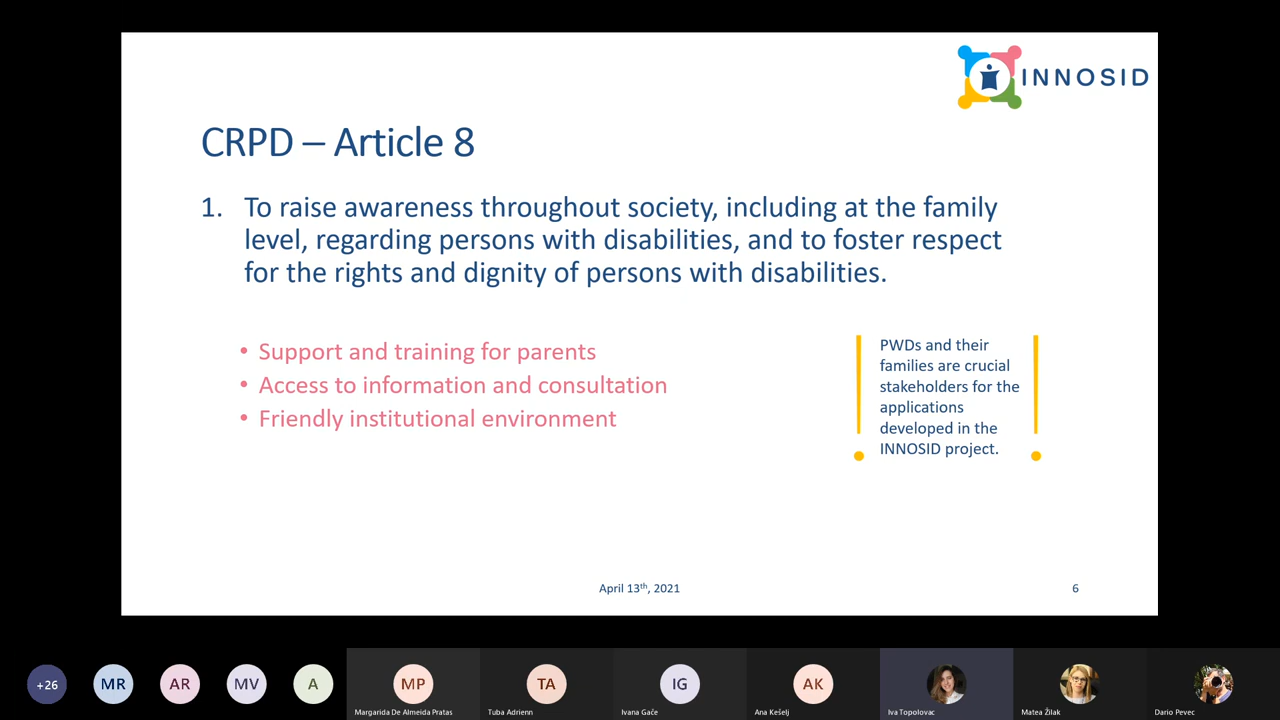 INNOSID
CRPD – Article 8
1. To raise awareness throughout society, including at the family
level, regarding persons with disabilities, and to foster respect
for the rights and dignity of persons with disabilities.
• Support and training for parents
• Access to information and consultation
• Friendly institutional environment
PWDs and their
families are crucial
stakeholders for the
applications
developed in the
INNOSID project.
April 13th, 2021
6
+26
MR
AR
MV
A
MP
TA
IG
AK
Margarida De Almeida Pratas
Tuba Adrienn
Ivana Gače
Ana Kešelj
Iva Topolovac
Matea Žilak
Dario Pevec